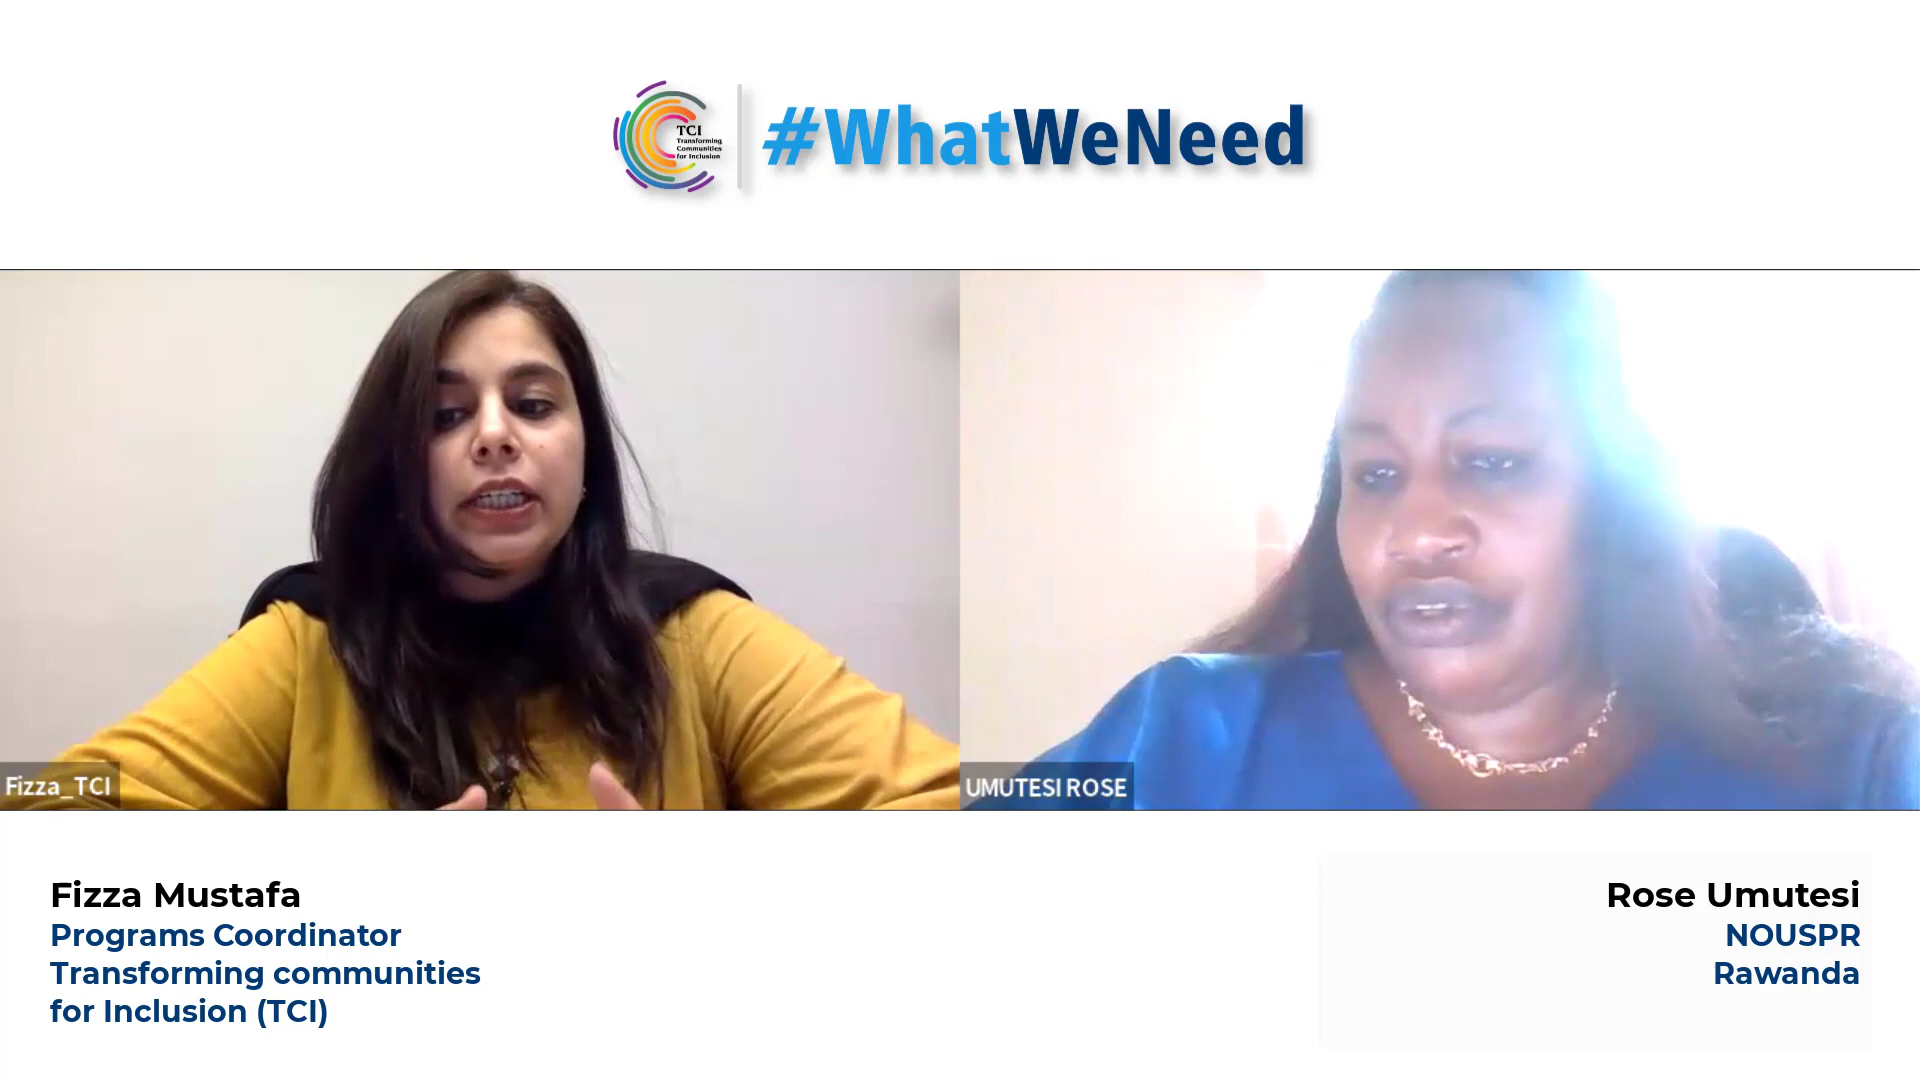 TCI
Transforming
Communities
for Inclusion
#WhatWeNeed
Fizza_TCI
UMUTESI ROSE
Fizza Mustafa
Programs Coordinator
Transforming communities
for Inclusion (TCI)
Rose Umutesi
NOUSPR
Rawanda